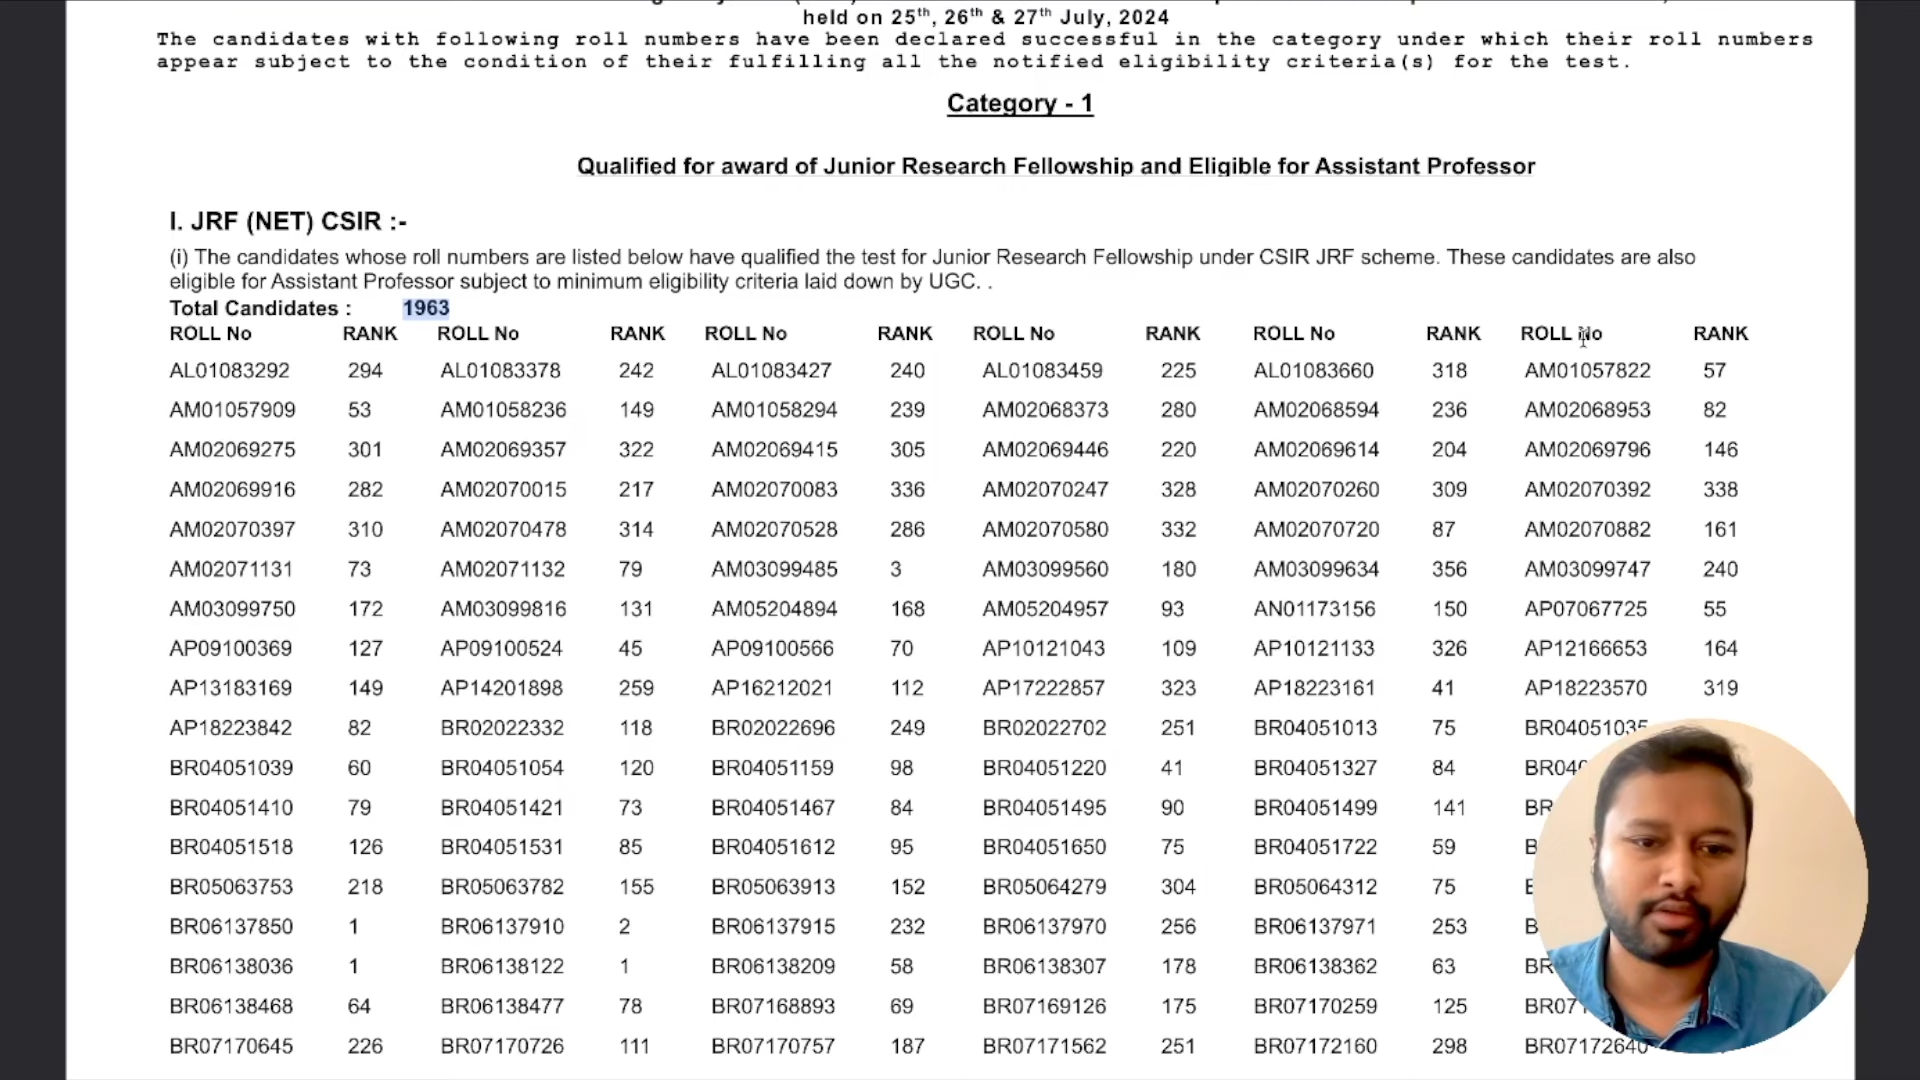 held on 25th, 26th & 27th July, 2024
The candidates with following roll numbers have been declared successful in the category under which their roll numbers
appear subject to the condition of their fulfilling all the notified eligibility criteria(s) for the test.
Category - 1
Qualified for award of Junior Research Fellowship and Eligible for Assistant Professor
I. JRF (NET) CSIR :-
(i) The candidates whose roll numbers are listed below have qualified the test for Junior Research Fellowship under CSIR JRF scheme. These candidates are also
eligible for Assistant Professor subject to minimum eligibility criteria laid down by UGC. .
Total Candidates : 1963
ROLL No RANK ROLL No RANK ROLL No RANK ROLL No RANK ROLL No RANK ROLL No RANK
AL01083292 294 AL01083378 242 AL01083427 240 AL01083459 225 AL01083660 318 AM01057822 57
AM01057909 53 AM01058236 149 AM01058294 239 AM02068373 280 AM02068594 236 AM02068953 82
AM02069275 301 AM02069357 322 AM02069415 305 AM02069446 220 AM02069614 204 AM02069796 146
AM02069916 282 AM02070015 217 AM02070083 336 AM02070247 328 AM02070260 309 AM02070392 338
AM02070397 310 AM02070478 314 AM02070528 286 AM02070580 332 AM02070720 87 AM02070882 161
AM02071131 73 AM02071132 79 AM03099485 3 AM03099560 180 AM03099634 356 AM03099747 240
AM03099750 172 AM03099816 131 AM05204894 168 AM05204957 93 AN01173156 150 AP07067725 55
AP09100369 127 AP09100524 45 AP09100566 70 AP10121043 109 AP10121133 326 AP12166653 164
AP13183169 149 AP14201898 259 AP16212021 112 AP17222857 323 AP18223161 41 AP18223570 319
AP18223842 82 BR02022332 118 BR02022696 249 BR02022702 251 BR04051013 75 BR04051035
BR04051039 60 BR04051054 120 BR04051159 98 BR04051220 41 BR04051327 84
BR04051410 79 BR04051421 73 BR04051467 84 BR04051495 90 BR04051499 141
BR04051518 126 BR04051531 85 BR04051612 95 BR04051650 75 BR04051722 59
BR05063753 218 BR05063782 155 BR05063913 152 BR05064279 304 BR05064312 75
BR06137850 1 BR06137910 2 BR06137915 232 BR06137970 256 BR06137971 253
BR06138036 1 BR06138122 1 BR06138209 58 BR06138307 178 BR06138362 63
BR06138468 64 BR06138477 78 BR07168893 69 BR07169126 175 BR07170259 125
BR07170645 226 BR07170726 111 BR07170757 187 BR07171562 251 BR07172160 298 BR07172640